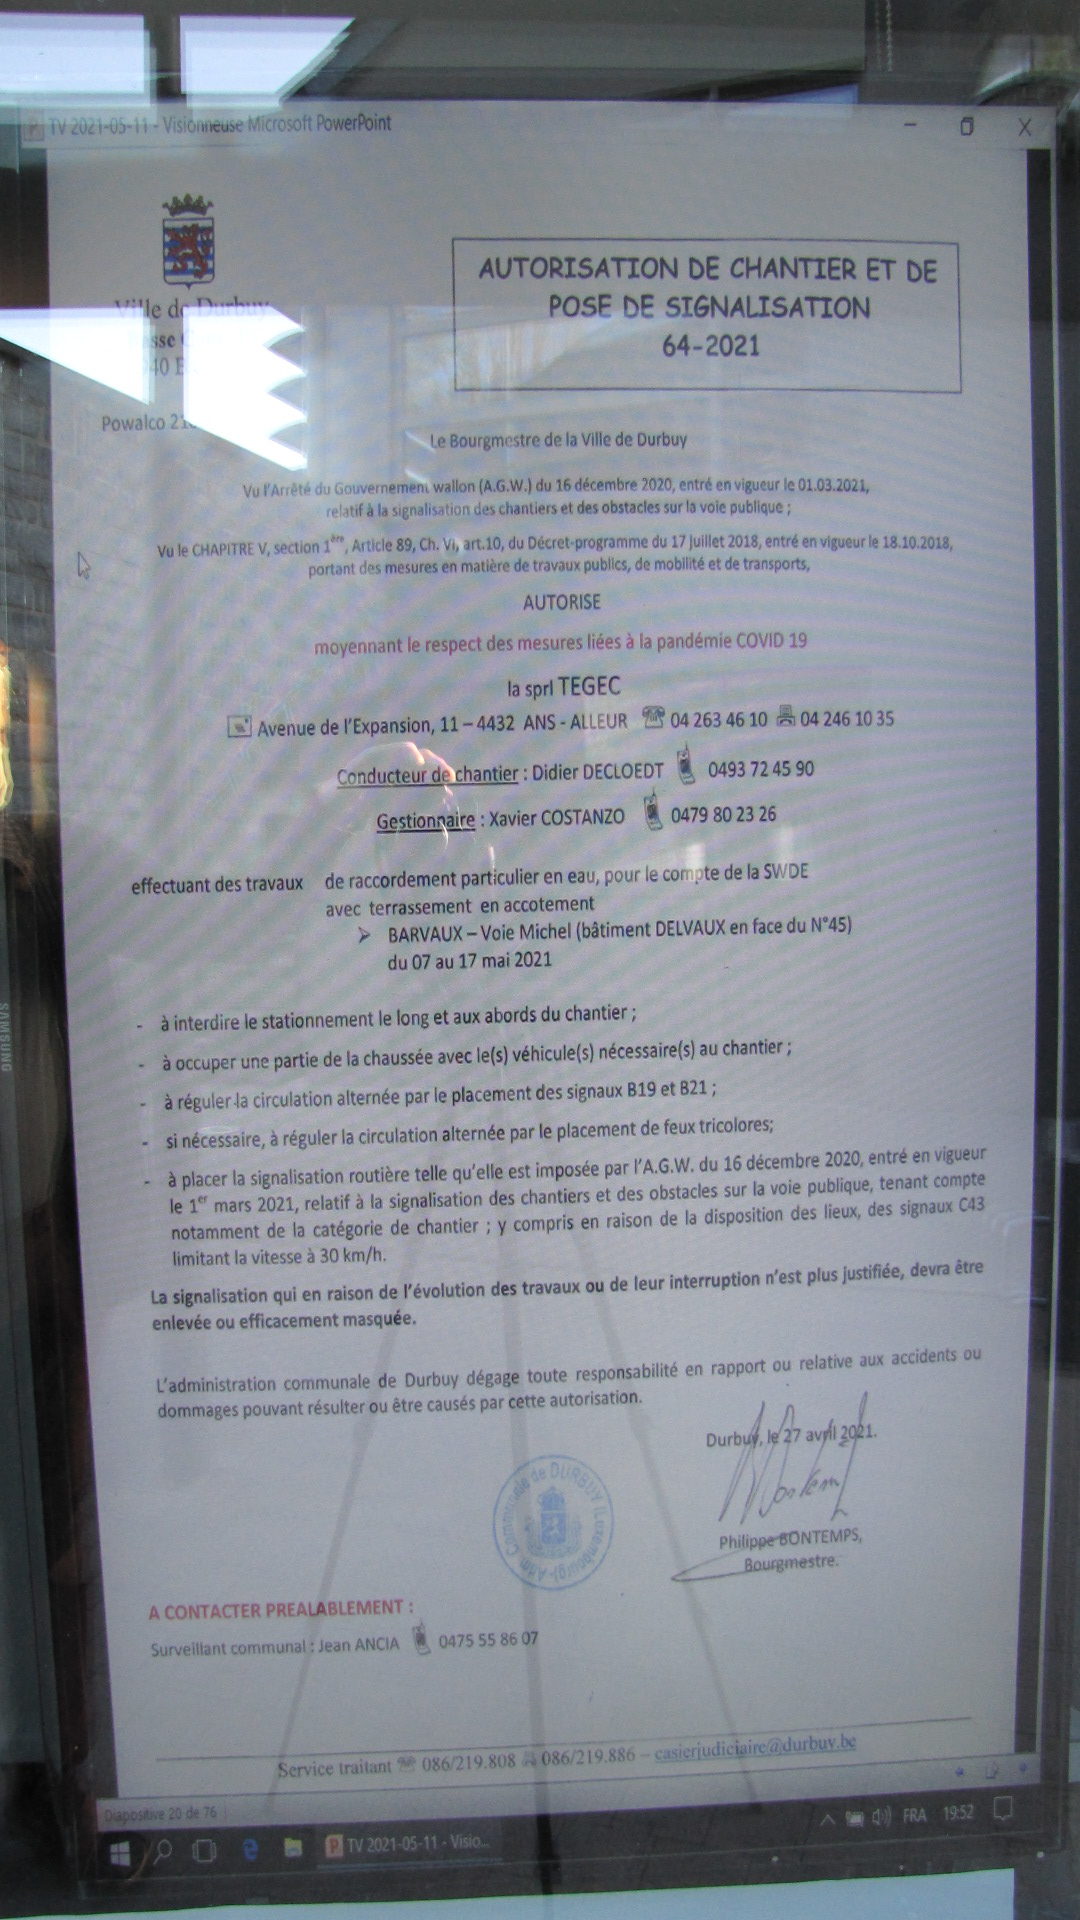 TV 2021-05-11 - Visionneuse Microsoft PowerPoint
Ville de Durbuy
AUTORISATION DE CHANTIER ET DE
POSE DE SIGNALISATION
64-2021
Powalco
Le Bourgmestre de la Ville de Durbuy
Vu l'Arrêté du Gouvernement wallon (A.G.W.) du 16 décembre 2020, entré en vigueur le 01.03.2021,
relatif à la signalisation des chantiers et des obstacles sur la voie publique ;
Vu le CHAPITRE V, section 1ère, Article 89, Ch. Vi, art.10, du Décret-programme du 17 juillet 2018, entré en vigueur le 18.10.2018,
portant des mesures en matière de travaux publics, de mobilité et de transports,
AUTORISE
moyennant le respect des mesures liées à la pandémie COVID 19
la sprl TEGEC
Avenue de l'Expansion, 11 – 4432 ANS - ALLEUR 04 263 46 10 04 246 10 35
Conducteur de chantier : Didier DECLOEDT 0493 72 45 90
Gestionnaire : Xavier COSTANZO 0479 80 23 26
effectuant des travaux de raccordement particulier en eau, pour le compte de la SWDE
avec terrassement en accotement
➢ BARVAUX – Voie Michel (bâtiment DELVAUX en face du N°45)
du 07 au 17 mai 2021
- à interdire le stationnement le long et aux abords du chantier ;
- à occuper une partie de la chaussée avec le(s) véhicule(s) nécessaire(s) au chantier ;
- à réguler la circulation alternée par le placement des signaux B19 et B21 ;
- si nécessaire, à réguler la circulation alternée par le placement de feux tricolores;
- à placer la signalisation routière telle qu'elle est imposée par l'A.G.W. du 16 décembre 2020, entré en vigueur
le 1er mars 2021, relatif à la signalisation des chantiers et des obstacles sur la voie publique, tenant compte
notamment de la catégorie de chantier ; y compris en raison de la disposition des lieux, des signaux C43
limitant la vitesse à 30 km/h.
La signalisation qui en raison de l'évolution des travaux ou de leur interruption n'est plus justifiée, devra être
enlevée ou efficacement masquée.
L'administration communale de Durbuy dégage toute responsabilité en rapport ou relative aux accidents ou
dommages pouvant résulter ou être causés par cette autorisation.
Durbuy, le 27 avril 2021.
Adm. Communale de DURBUY (Luxembourg)
Philippe BONTEMPS,
Bourgmestre.
A CONTACTER PREALABLEMENT :
Surveillant communal : Jean ANCIA 0475 55 86 07
Service traitant 086/219.808 086/219.886 – casierjudiciaire@durbuy.be
Diapositive 20 de 76
FRA 19:52
TV 2021-05-11 - Visio...
SAMSUNG